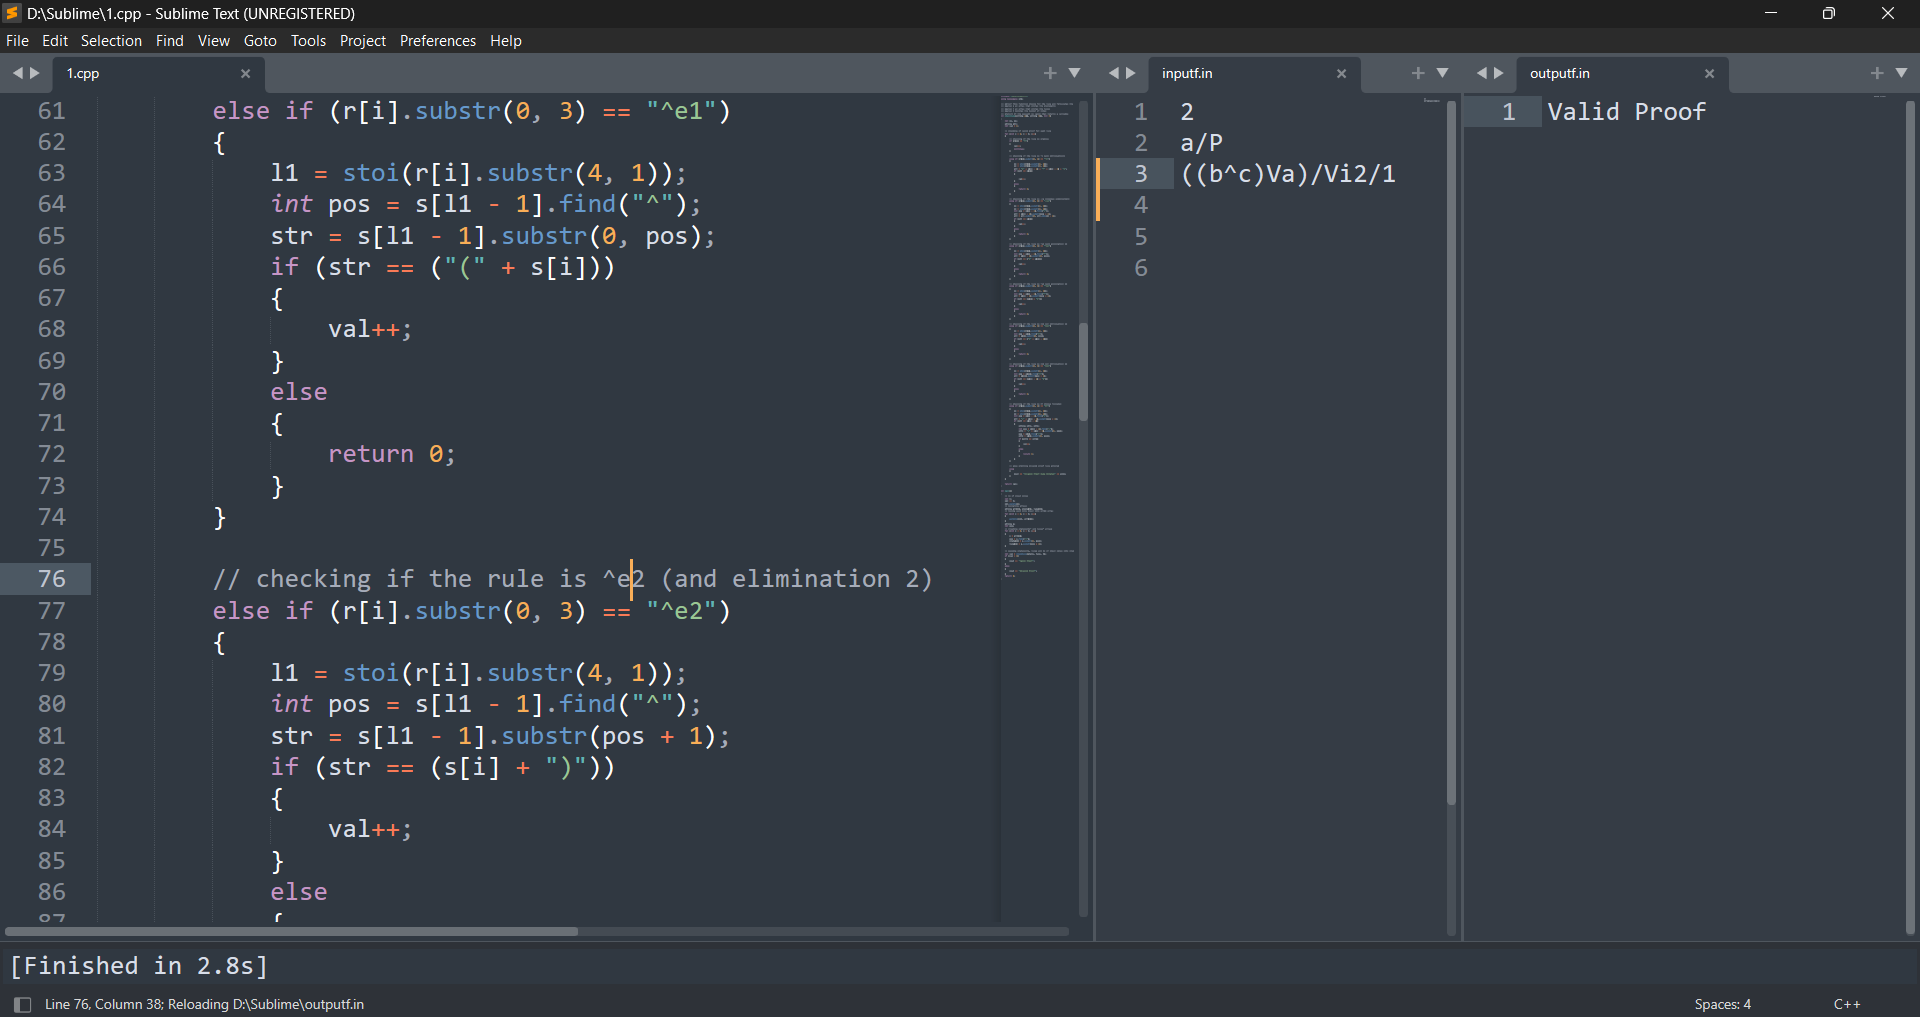 D:\Sublime\1.cpp - Sublime Text (UNREGISTERED)
File Edit Selection Find View Goto Tools Project Preferences Help
1.cpp
61 else if (r[i].substr(0, 3) == "^e1")
62 {
63 l1 = stoi(r[i].substr(4, 1));
64 int pos = s[l1 - 1].find("^");
65 str = s[l1 - 1].substr(0, pos);
66 if (str == ("(" + s[i]))
67 {
68 val++;
69 }
70 else
71 {
72 return 0;
73 }
74 }
75
76 // checking if the rule is ^e2 (and elimination 2)
77 else if (r[i].substr(0, 3) == "^e2")
78 {
79 l1 = stoi(r[i].substr(4, 1));
80 int pos = s[l1 - 1].find("^");
81 str = s[l1 - 1].substr(pos + 1);
82 if (str == (s[i] + ")"))
83 {
84 val++;
85 }
86 else
87 {
inputf.in
1 2
2 a/P
3 ((b^c)Va)/Vi2/1
4
5
6
outputf.in
1 Valid Proof
[Finished in 2.8s]
Line 76, Column 38; Reloading D:\Sublime\outputf.in
Spaces: 4
C++